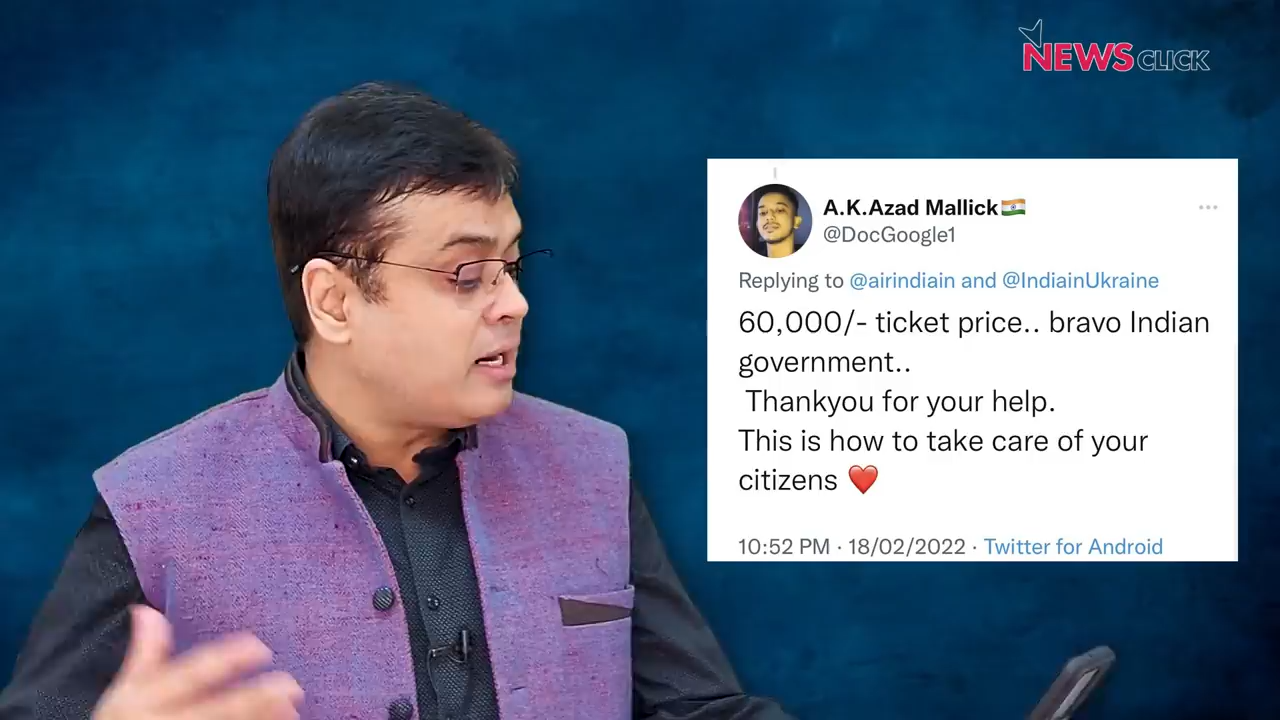 NEWSCLICK
A.K.Azad Mallick🇮🇳
@DocGoogle1
Replying to @airindiain and @IndiainUkraine
60,000/- ticket price.. bravo Indian
government..
Thankyou for your help.
This is how to take care of your
citizens ❤️
10:52 PM · 18/02/2022 · Twitter for Android